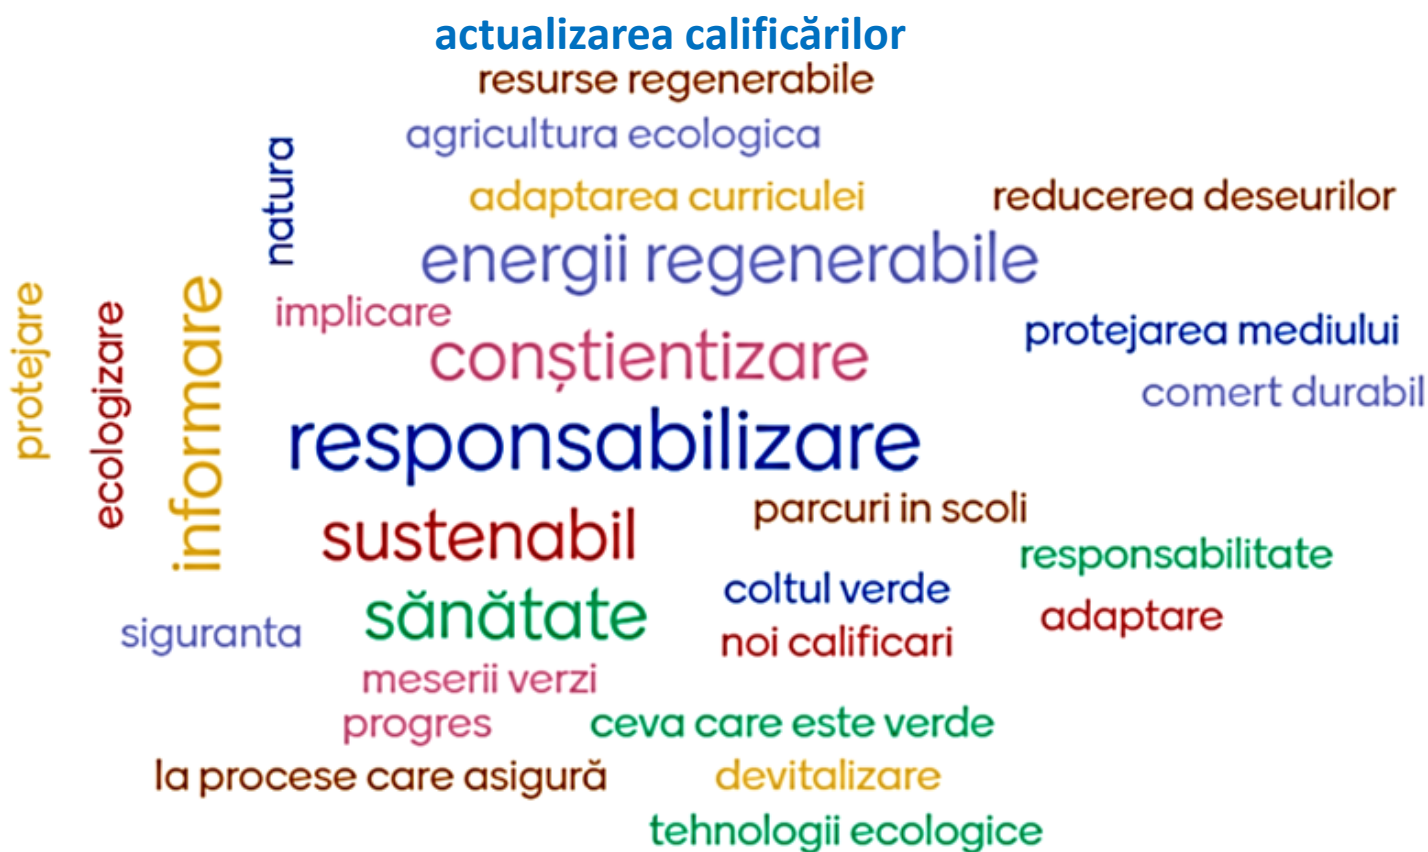 actualizarea calificărilor
resurse regenerabile
agricultura ecologica
natura
adaptarea curriculei
reducerea deseurilor
energii regenerabile
protejare
ecologizare
informare
implicare
conștientizare
protejarea mediului
comert durabil
responsabilizare
sustenabil
parcuri in scoli
responsabilitate
sănătate
coltul verde
adaptare
siguranta
noi calificari
meserii verzi
progres
ceva care este verde
la procese care asigură
devitalizare
tehnologii ecologice